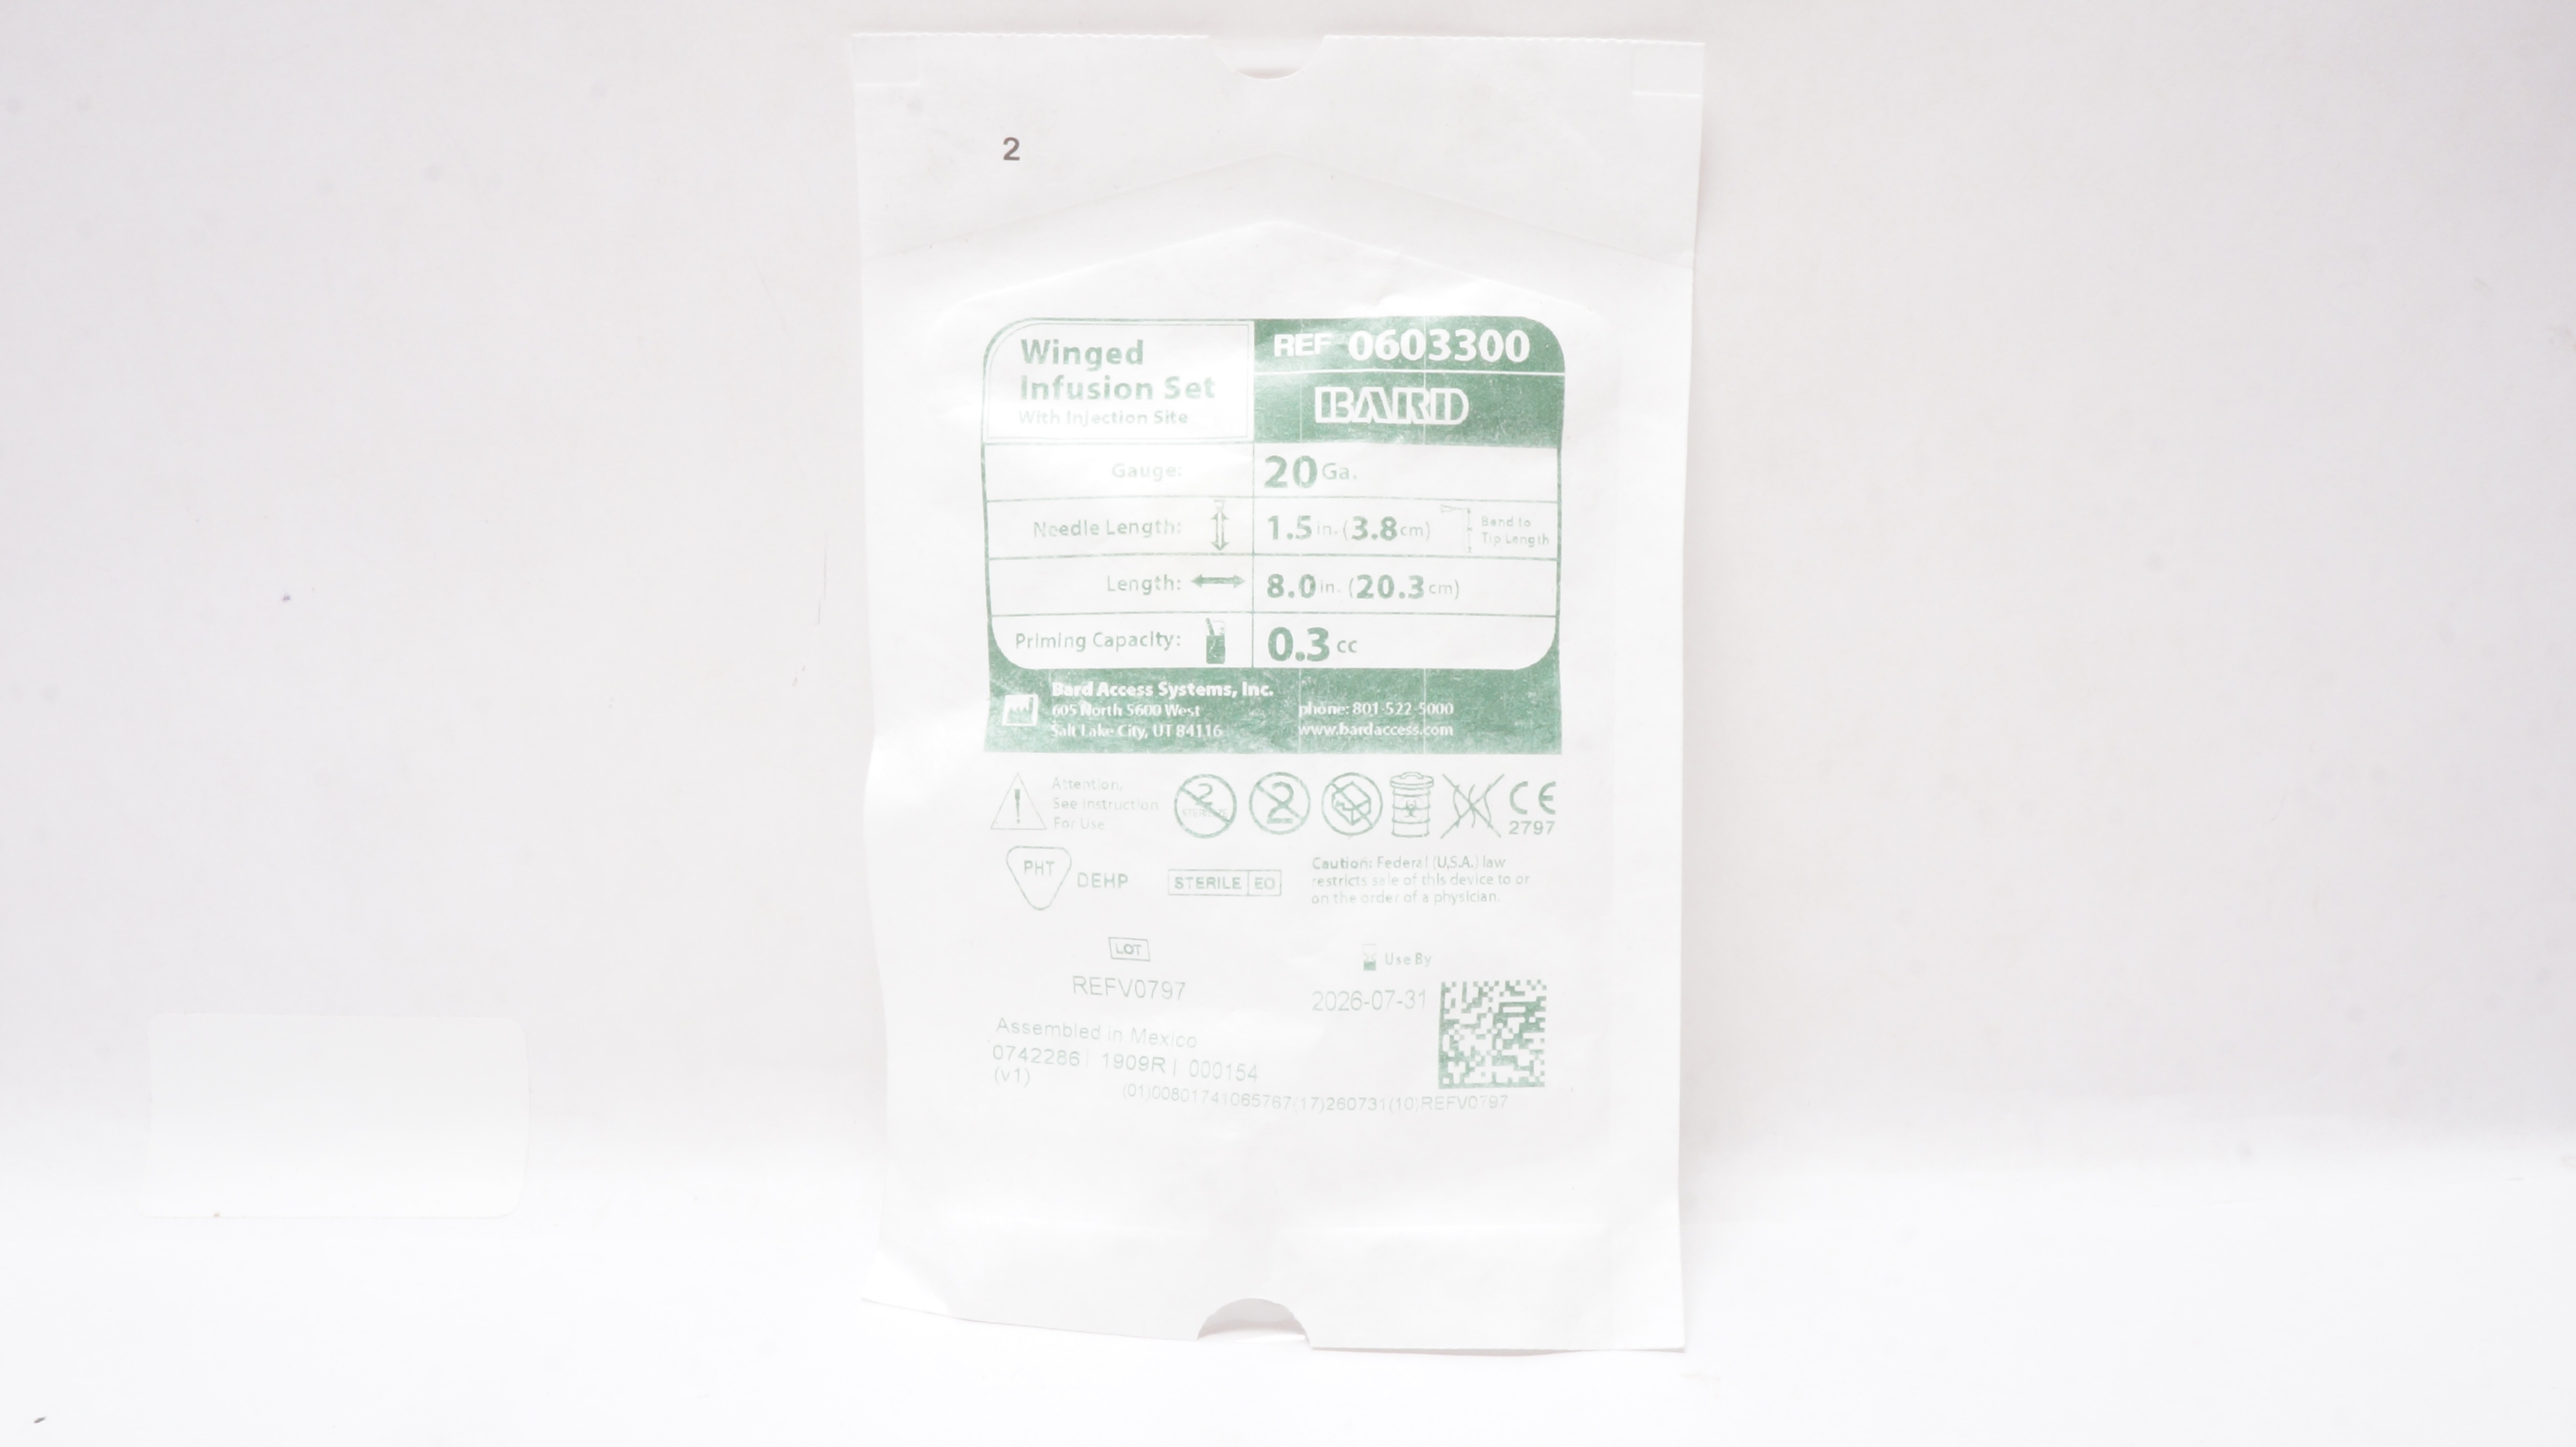 2
Winged
Infusion Set
With Injection Site
REF 0603300
BARD
Gauge: 20 Ga.
Needle Length: 1.5 in. (3.8 cm) Bend to
Tip Length
Length: 8.0 in. (20.3 cm)
Priming Capacity: 0.3 cc
Bard Access Systems, Inc.
605 North 5600 West
Salt Lake City, UT 84116
phone: 801-522-5000
www.bardaccess.com
Attention,
See Instruction
For Use
2
STERILIZE
2
CE
2797
PHT
DEHP
STERILE EO
Caution: Federal (U.S.A.) law
restricts sale of this device to or
on the order of a physician.
LOT
REFV0797
Use By
2026-07-31
Assembled in Mexico
0742286 | 1909R | 000154
(v1)
(01)00801741065767(17)260731(10)REFV0797